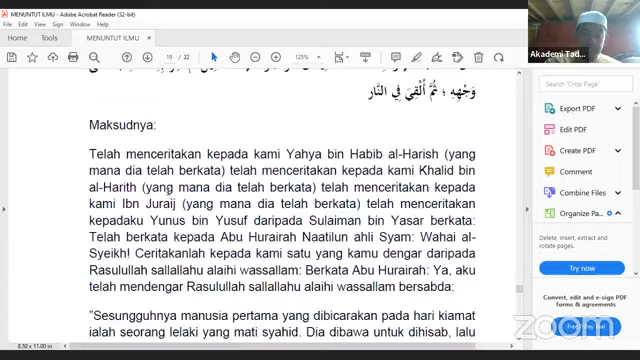 MENUNTUT ILMU.pdf - Adobe Acrobat Reader (32-bit)
File Edit View Sign Window Help
Home Tools MENUNTUT ILMU.pdf ×
19 / 22 125%
وَجْهِهِ ؛ ثُمَّ أُلْقِيَ فِي النَّار
Maksudnya:
Telah menceritakan kepada kami Yahya bin Habib al-Harish (yang
mana dia telah berkata) telah menceritakan kepada kami Khalid bin
al-Harith (yang mana dia telah berkata) telah menceritakan kepada
kami Ibn Juraij (yang mana dia telah berkata) telah menceritakan
kepadaku Yunus bin Yusuf daripada Sulaiman bin Yasar berkata:
Telah berkata kepada Abu Hurairah Naatilun ahli Syam: Wahai al-
Syeikh! Ceritakanlah kepada kami satu yang kamu dengar daripada
Rasulullah sallallahu alaihi wassallam: Berkata Abu Hurairah: Ya, aku
telah mendengar Rasulullah sallallahu alaihi wassallam bersabda:
"Sesungguhnya manusia pertama yang dibicarakan pada hari kiamat
ialah seorang lelaki yang mati syahid. Dia dibawa untuk dihisab, lalu
8.50 x 11.00 in
Akademi Tad...
Search 'Crop Page'
Export PDF
Edit PDF
Create PDF
Comment
Combine Files
Organize Pa...
Delete, insert, extract and
rotate pages.
Try now
Convert, edit and e-sign PDF
forms & agreements
Free 7-Day Trial
zoom